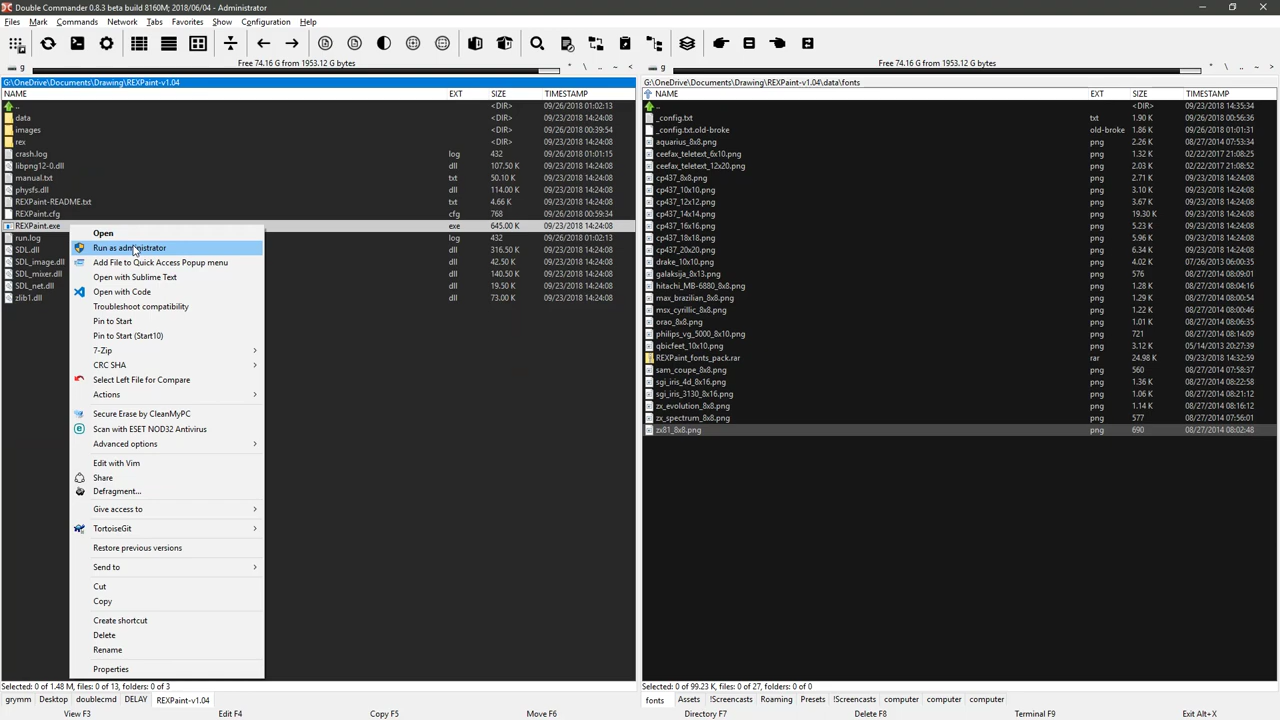 Double Commander 0.8.3 beta build 8160M; 2018/06/04 - Administrator
Files Mark Commands Network Tabs Favorites Show Configuration Help
g Free 74.16 G from 1953.12 G bytes * \ .. ~ < g Free 74.16 G from 1953.12 G bytes * \ .. ~ >
G:\OneDrive\Documents\Drawing\REXPaint-v1.04
NAME EXT SIZE TIMESTAMP
.. <DIR> 09/26/2018 01:02:13
data <DIR> 09/23/2018 14:24:08
images <DIR> 09/26/2018 00:39:54
rex <DIR> 09/23/2018 14:24:08
crash.log log 432 09/26/2018 01:01:15
libpng12-0.dll dll 107.50 K 09/23/2018 14:24:08
manual.txt txt 50.10 K 09/23/2018 14:24:08
physfs.dll dll 114.00 K 09/23/2018 14:24:08
REXPaint-README.txt txt 4.66 K 09/23/2018 14:24:08
REXPaint.cfg cfg 768 09/26/2018 00:59:34
REXPaint.exe exe 645.00 K 09/23/2018 14:24:08
run.log log 432 09/26/2018 01:02:13
SDL.dll dll 316.50 K 09/23/2018 14:24:08
SDL_image.dll dll 42.50 K 09/23/2018 14:24:08
SDL_mixer.dll dll 140.50 K 09/23/2018 14:24:08
SDL_net.dll dll 19.50 K 09/23/2018 14:24:08
zlib1.dll dll 73.00 K 09/23/2018 14:24:08
Open
Run as administrator
Add File to Quick Access Popup menu
Open with Sublime Text
Open with Code
Troubleshoot compatibility
Pin to Start
Pin to Start (Start10)
7-Zip
CRC SHA
Select Left File for Compare
Actions
Secure Erase by CleanMyPC
Scan with ESET NOD32 Antivirus
Advanced options
Edit with Vim
Share
Defragment...
Give access to
TortoiseGit
Restore previous versions
Send to
Cut
Copy
Create shortcut
Delete
Rename
Properties
Selected: 0 of 1.48 M, files: 0 of 13, folders: 0 of 3
grymm Desktop doublecmd DELAY REXPaint-v1.04
G:\OneDrive\Documents\Drawing\REXPaint-v1.04\data\fonts
NAME EXT SIZE TIMESTAMP
.. <DIR> 09/23/2018 14:35:34
_config.txt txt 1.90 K 09/26/2018 00:56:36
_config.txt.old-broke old-broke 1.86 K 09/26/2018 01:01:31
aquarius_8x8.png png 2.26 K 08/27/2014 07:53:34
ceefax_teletext_6x10.png png 1.32 K 02/22/2017 21:08:25
ceefax_teletext_12x20.png png 2.03 K 02/22/2017 21:08:52
cp437_8x8.png png 2.71 K 09/23/2018 14:24:08
cp437_10x10.png png 3.10 K 09/23/2018 14:24:08
cp437_12x12.png png 3.72 K 09/23/2018 14:24:08
cp437_14x14.png png 19.30 K 09/23/2018 14:24:08
cp437_16x16.png png 4.36 K 09/23/2018 14:24:08
cp437_18x18.png png 4.67 K 09/23/2018 14:24:08
cp437_20x20.png png 5.14 K 09/23/2018 14:24:08
drake_10x10.png png 4.02 K 07/26/2013 06:00:35
galaksija_8x13.png png 576 08/27/2014 08:09:01
hitachi_MB-6880_8x8.png png 1.28 K 08/27/2014 08:04:31
max_brazilian_8x8.png png 1.29 K 08/27/2014 08:00:54
msx_cyrillic_8x8.png png 1.22 K 08/27/2014 08:00:46
orao_8x8.png png 1.01 K 08/27/2014 08:06:35
philips_vg_5000_8x10.png png 721 08/27/2014 08:14:09
qbicfeet_10x10.png png 3.12 K 05/14/2013 20:27:39
REXPaint_fonts_pack.rar rar 24.98 K 09/23/2018 14:32:59
sam_coupe_8x8.png png 560 08/27/2014 07:58:37
sgi_iris_4d_8x16.png png 1.36 K 08/27/2014 08:22:58
sgi_iris_3130_8x16.png png 1.06 K 08/27/2014 08:21:12
zx_evolution_8x8.png png 1.14 K 08/27/2014 08:16:12
zx_spectrum_8x8.png png 577 08/27/2014 07:56:01
zx81_8x8.png png 690 08/27/2014 08:02:48
Selected: 0 of 99.23 K, files: 0 of 27, folders: 0 of 0
fonts Assets !Screencasts Roaming Presets !Screencasts computer computer computer
View F3 Edit F4 Copy F5 Move F6 Directory F7 Delete F8 Terminal F9 Exit Alt+X